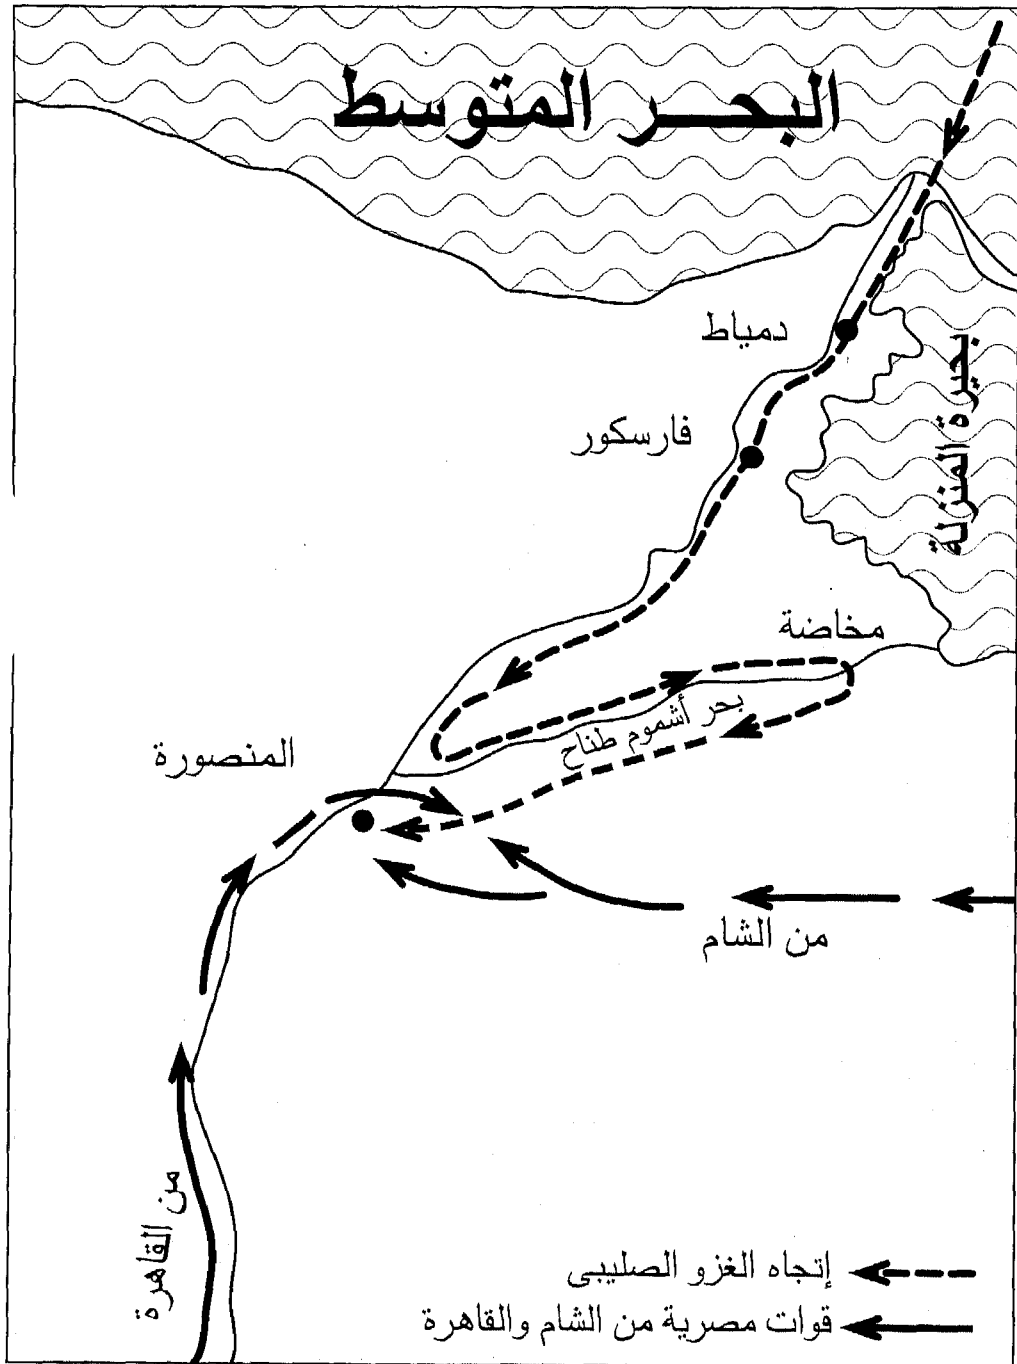 البحر المتوسط
دمياط
بحيرة المنزلة
فارسكور
مخاضة
بحر أشموم طناح
المنصورة
من الشام
من القاهرة
إتجاه الغزو الصليبى
قوات مصرية من الشام والقاهرة